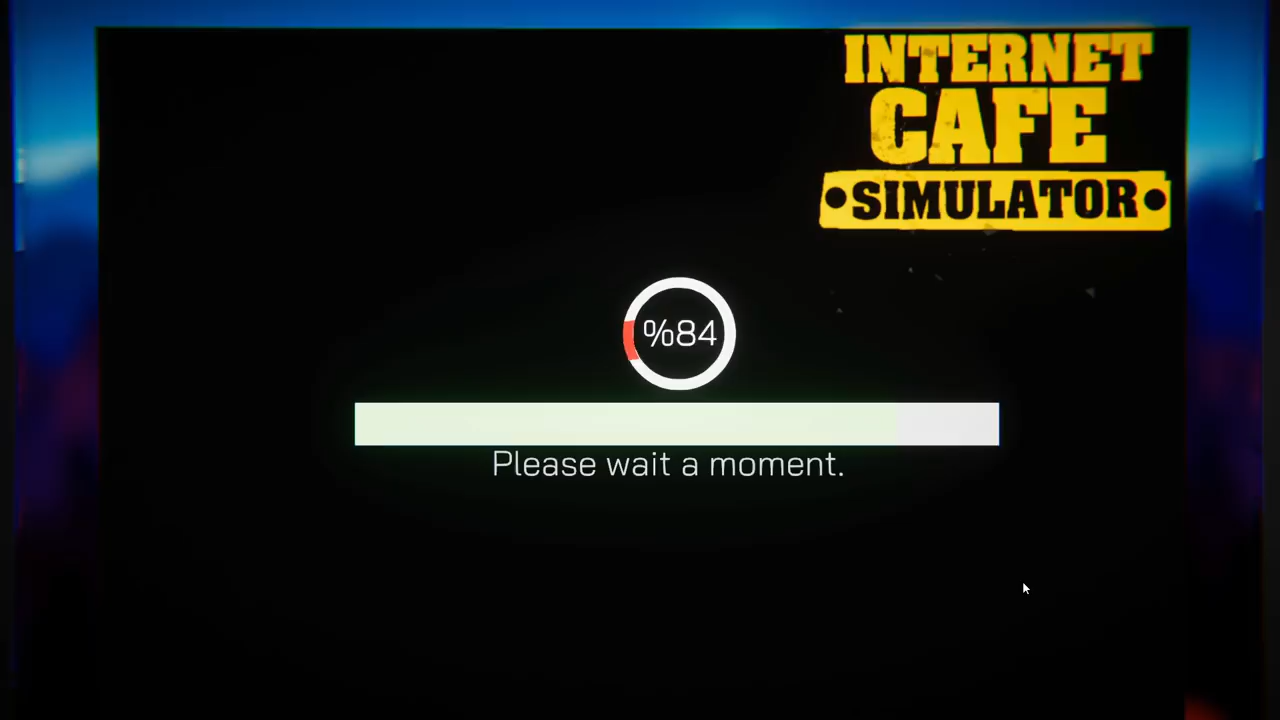 INTERNET
CAFE
•SIMULATOR•
%84
Please wait a moment.